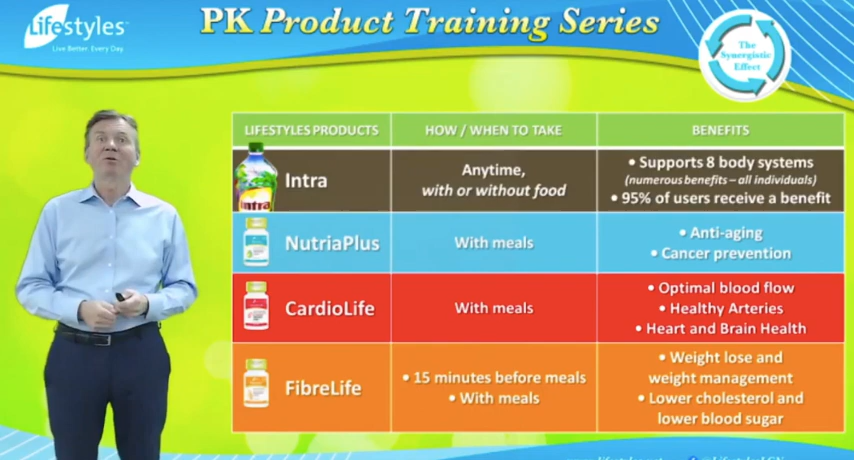 Lifestyles™
Live Better. Every Day.
PK Product Training Series
The
Synergistic
Effect
LIFESTYLES PRODUCTS
HOW / WHEN TO TAKE
BENEFITS
intra
Intra
Anytime,
with or without food
• Supports 8 body systems
(numerous benefits – all individuals)
• 95% of users receive a benefit
NutriaPlus
With meals
• Anti-aging
• Cancer prevention
CardioLife
With meals
• Optimal blood flow
• Healthy Arteries
• Heart and Brain Health
FibreLife
• 15 minutes before meals
• With meals
• Weight lose and
weight management
• Lower cholesterol and
lower blood sugar